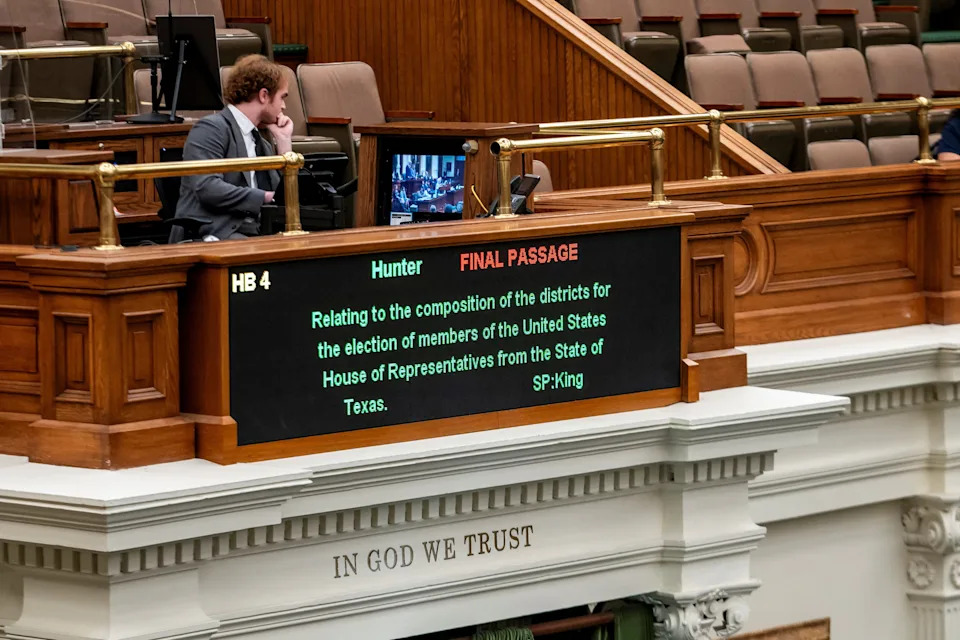 HB 4 Hunter FINAL PASSAGE
Relating to the composition of the districts for
the election of members of the United States
House of Representatives from the State of
Texas. SP:King
IN GOD WE TRUST